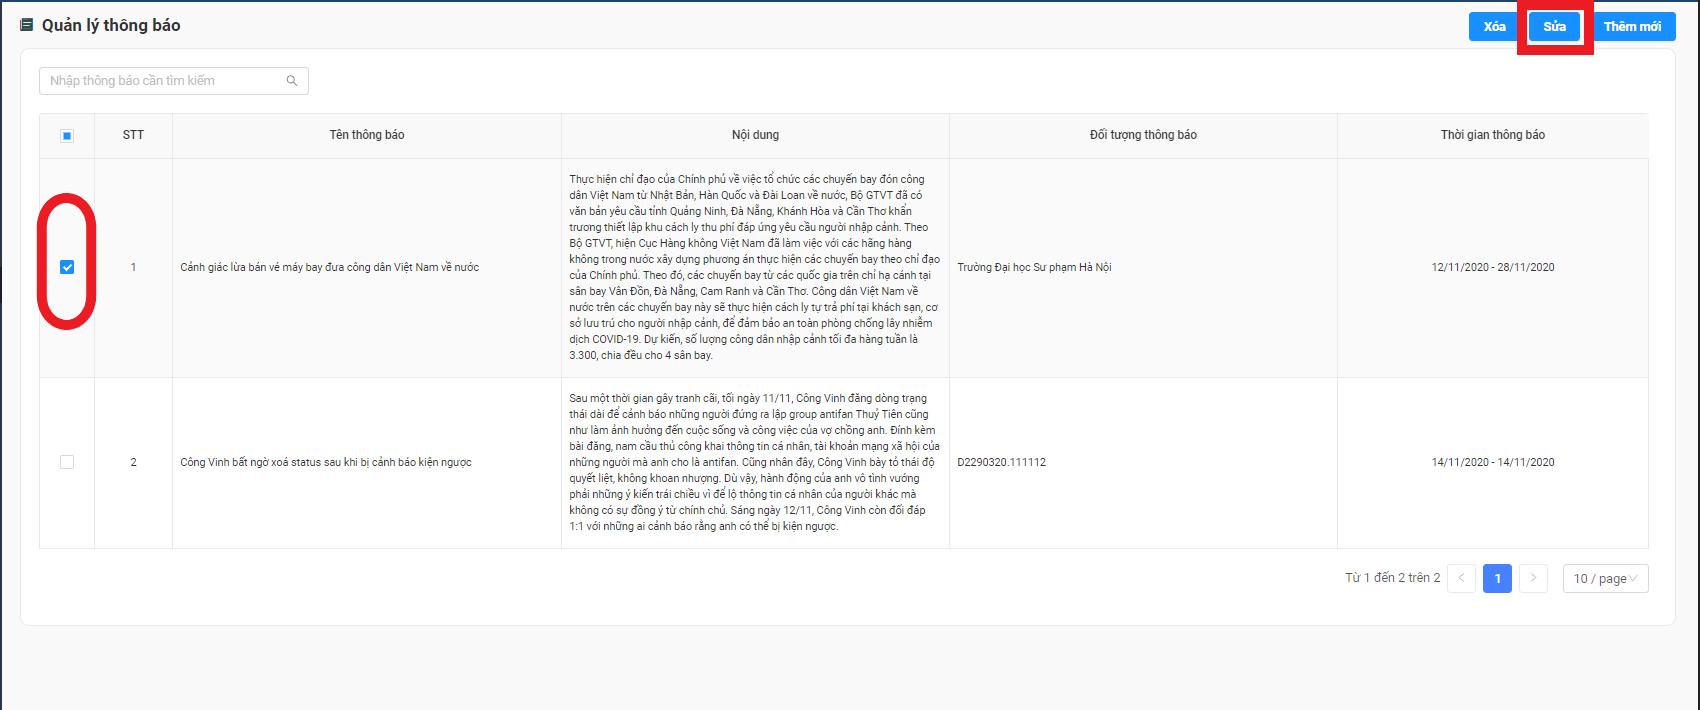 Quản lý thông báo
Xóa
Sửa
Thêm mới
Nhập thông báo cần tìm kiếm
STT
Tên thông báo
Nội dung
Đối tượng thông báo
Thời gian thông báo
1
Cảnh giác lừa bán vé máy bay đưa công dân Việt Nam về nước
Thực hiện chỉ đạo của Chính phủ về việc tổ chức các chuyến bay đón công
dân Việt Nam từ Nhật Bản, Hàn Quốc và Đài Loan về nước, Bộ GTVT đã có
văn bản yêu cầu tỉnh Quảng Ninh, Đà Nẵng, Khánh Hòa và Cần Thơ khẩn
trương thiết lập khu cách ly thu phí đáp ứng yêu cầu người nhập cảnh. Theo
Bộ GTVT, hiện Cục Hàng không Việt Nam đã làm việc với các hãng hàng
không trong nước xây dựng phương án thực hiện các chuyến bay theo chỉ đạo
của Chính phủ. Theo đó, các chuyến bay từ các quốc gia trên chỉ hạ cánh tại
sân bay Vân Đồn, Đà Nẵng, Cam Ranh và Cần Thơ. Công dân Việt Nam về
nước trên các chuyến bay này sẽ thực hiện cách ly tự trả phí tại khách sạn, cơ
sở lưu trú cho người nhập cảnh, để đảm bảo an toàn phòng chống lây nhiễm
dịch COVID-19. Dự kiến, số lượng công dân nhập cảnh tối đa hàng tuần là
3.300, chia đều cho 4 sân bay.
Trường Đại học Sư phạm Hà Nội
12/11/2020 - 28/11/2020
2
Công Vinh bất ngờ xoá status sau khi bị cảnh báo kiện ngược
Sau một thời gian gây tranh cãi, tối ngày 11/11, Công Vinh đăng dòng trạng
thái dài để cảnh báo những người đứng ra lập group antifan Thuỷ Tiên cũng
như làm ảnh hưởng đến cuộc sống và công việc của vợ chồng anh. Đính kèm
bài đăng, nam cầu thủ công khai thông tin cá nhân, tài khoản mạng xã hội của
những người mà anh cho là antifan. Cũng nhân đây, Công Vinh bày tỏ thái độ
quyết liệt, không khoan nhượng. Dù vậy, hành động của anh vô tình vướng
phải những ý kiến trái chiều vì để lộ thông tin cá nhân của người khác mà
không có sự đồng ý từ chính chủ. Sáng ngày 12/11, Công Vinh còn đối đáp
1:1 với những ai cảnh báo rằng anh có thể bị kiện ngược.
D2290320.111112
14/11/2020 - 14/11/2020
Từ 1 đến 2 trên 2
1
10 / page